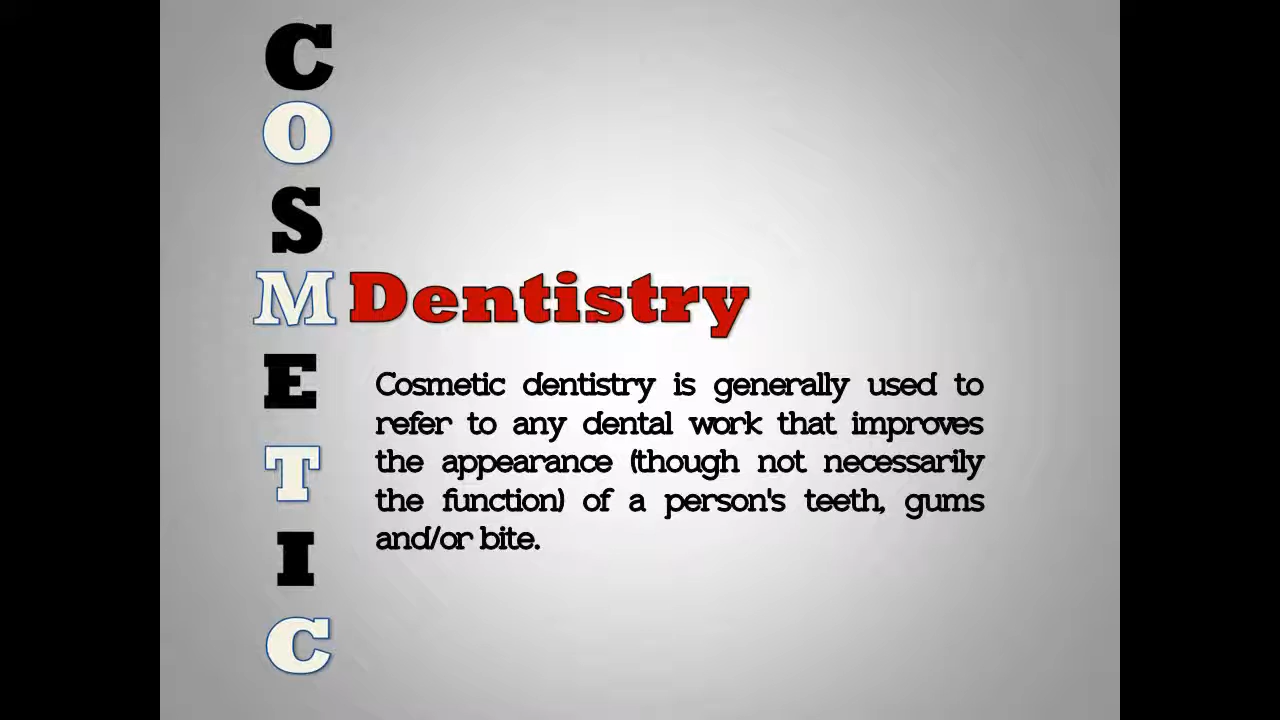 COSMETIC
Dentistry
Cosmetic dentistry is generally used to
refer to any dental work that improves
the appearance (though not necessarily
the function) of a person's teeth, gums
and/or bite.